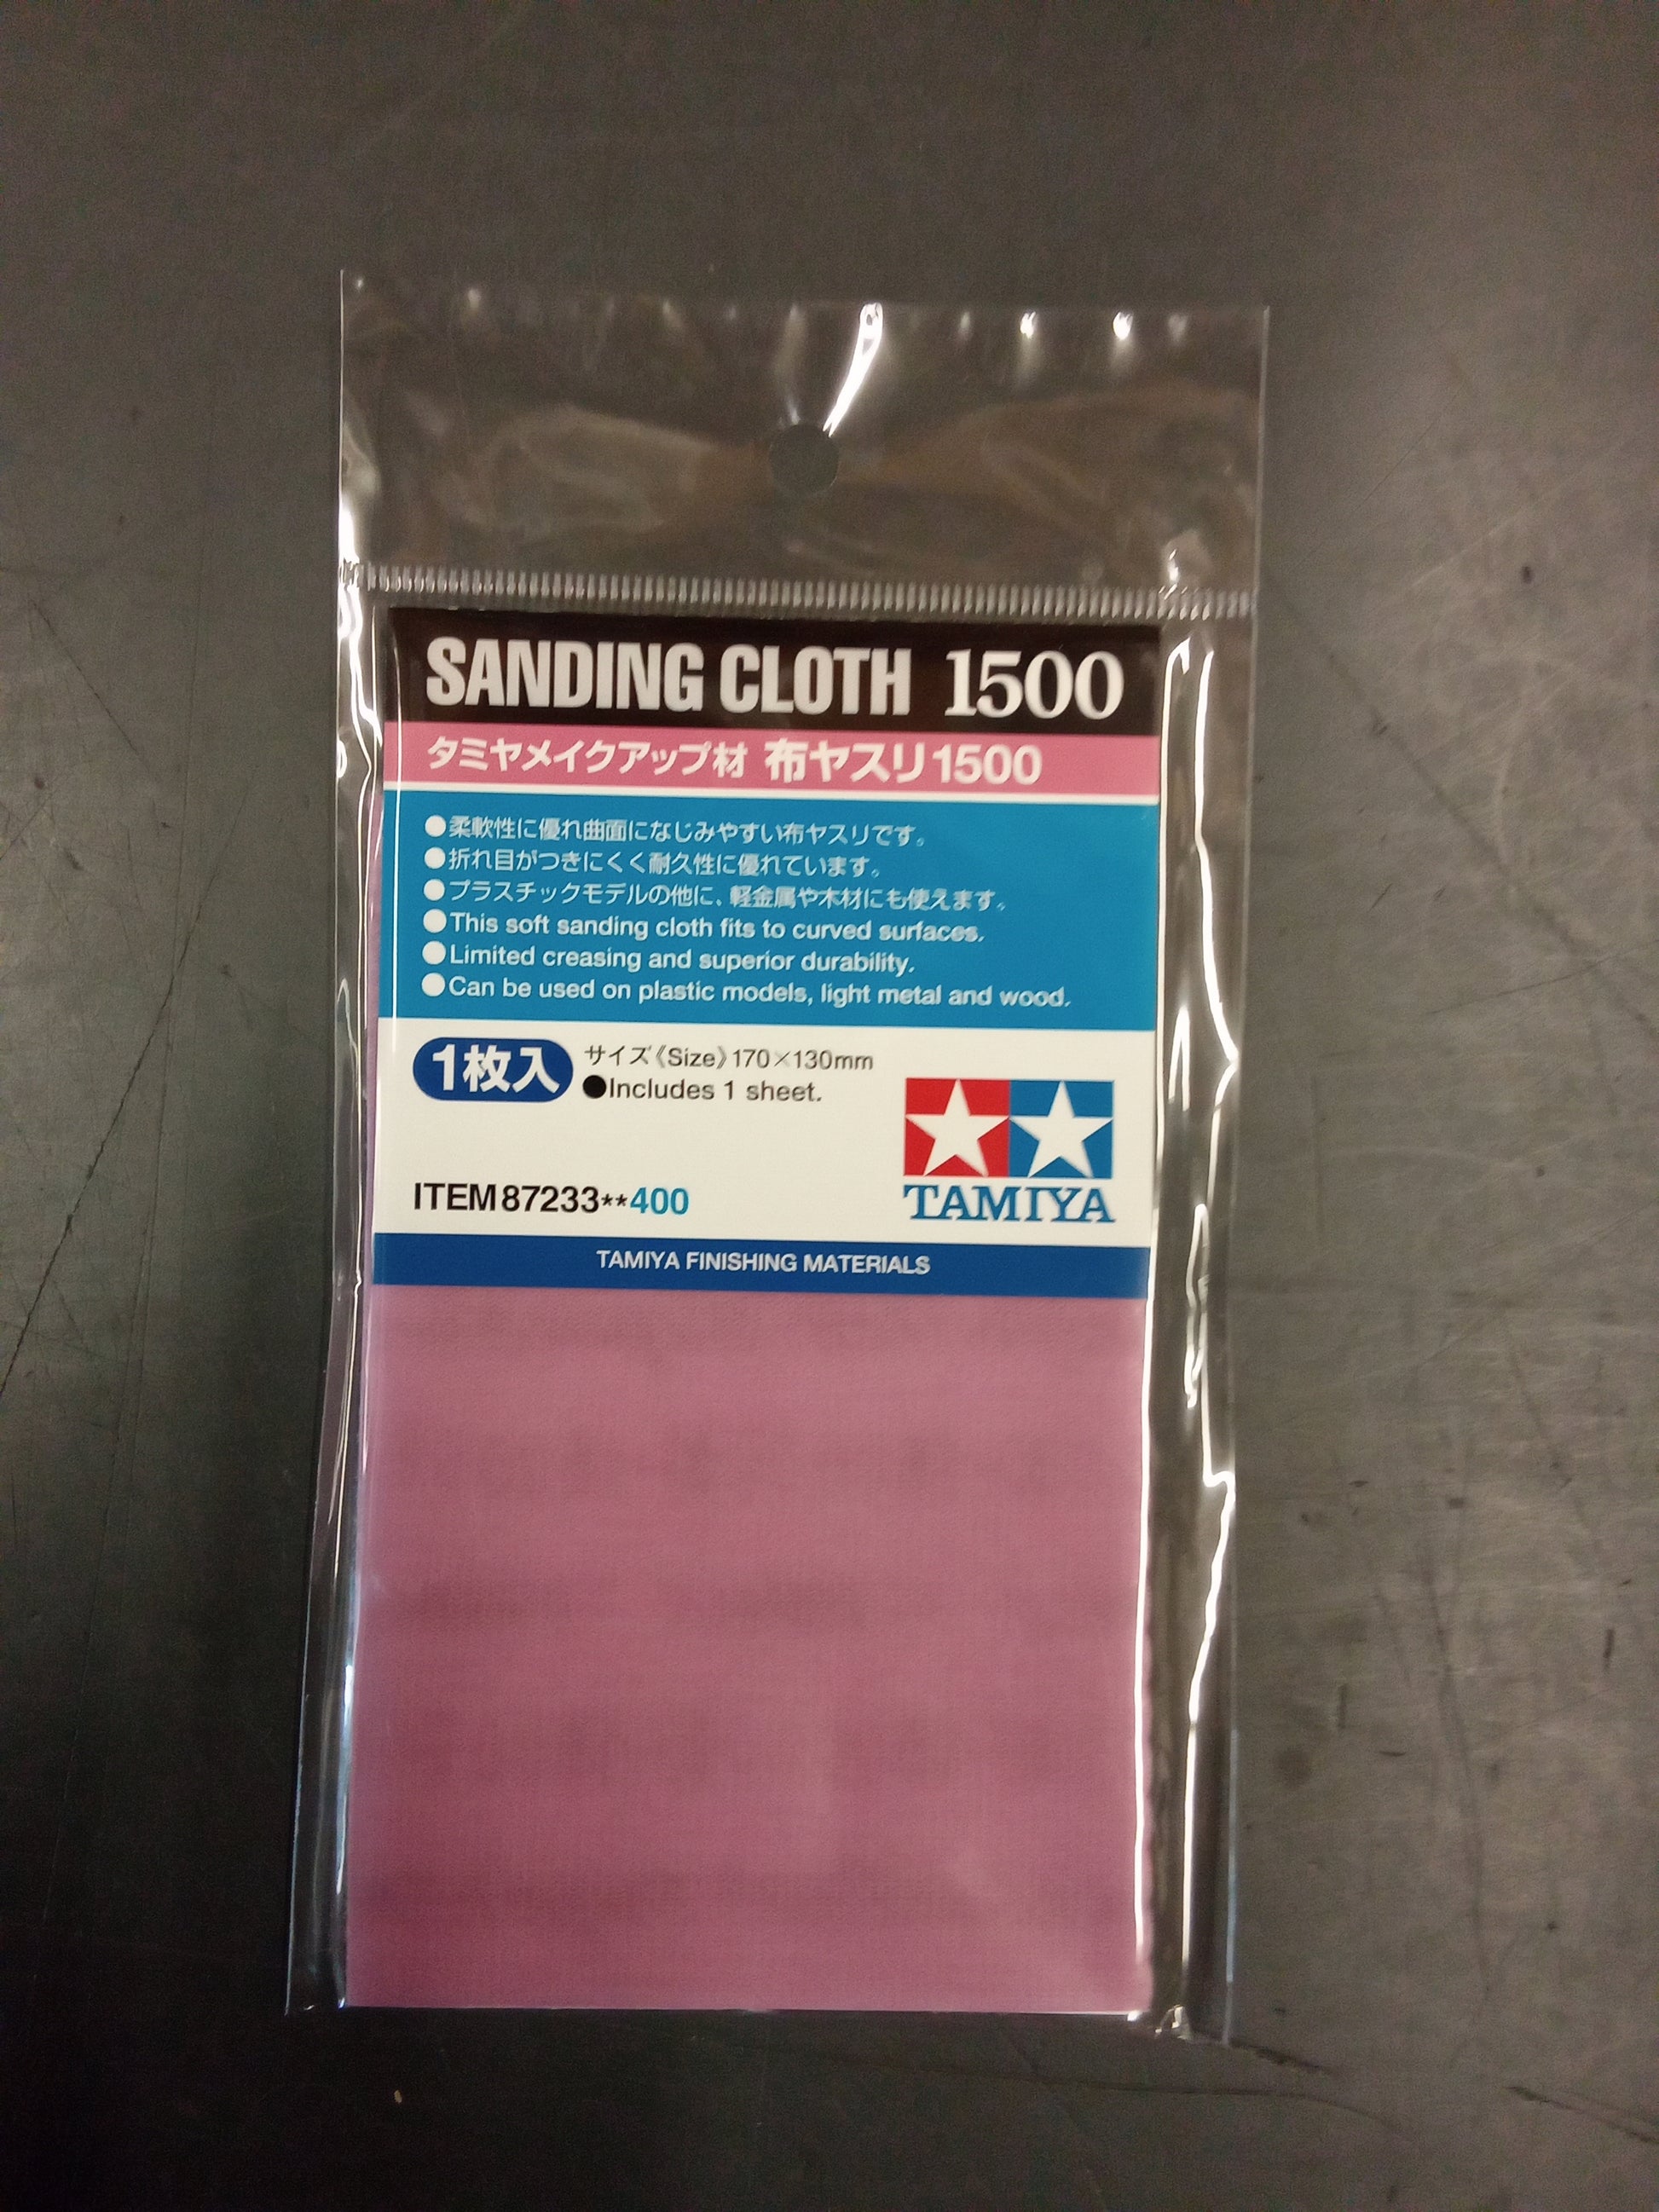 SANDING CLOTH 1500
タミヤメイクアップ材 布ヤスリ1500
●柔軟性に優れ曲面になじみやすい布ヤスリです。
●折れ目がつきにくく耐久性に優れています。
●プラスチックモデルの他に、軽金属や木材にも使えます。
●This soft sanding cloth fits to curved surfaces.
●Limited creasing and superior durability.
●Can be used on plastic models, light metal and wood.
1枚入 サイズ《Size》170×130mm
●Includes 1 sheet.
ITEM 87233**400
TAMIYA
TAMIYA FINISHING MATERIALS